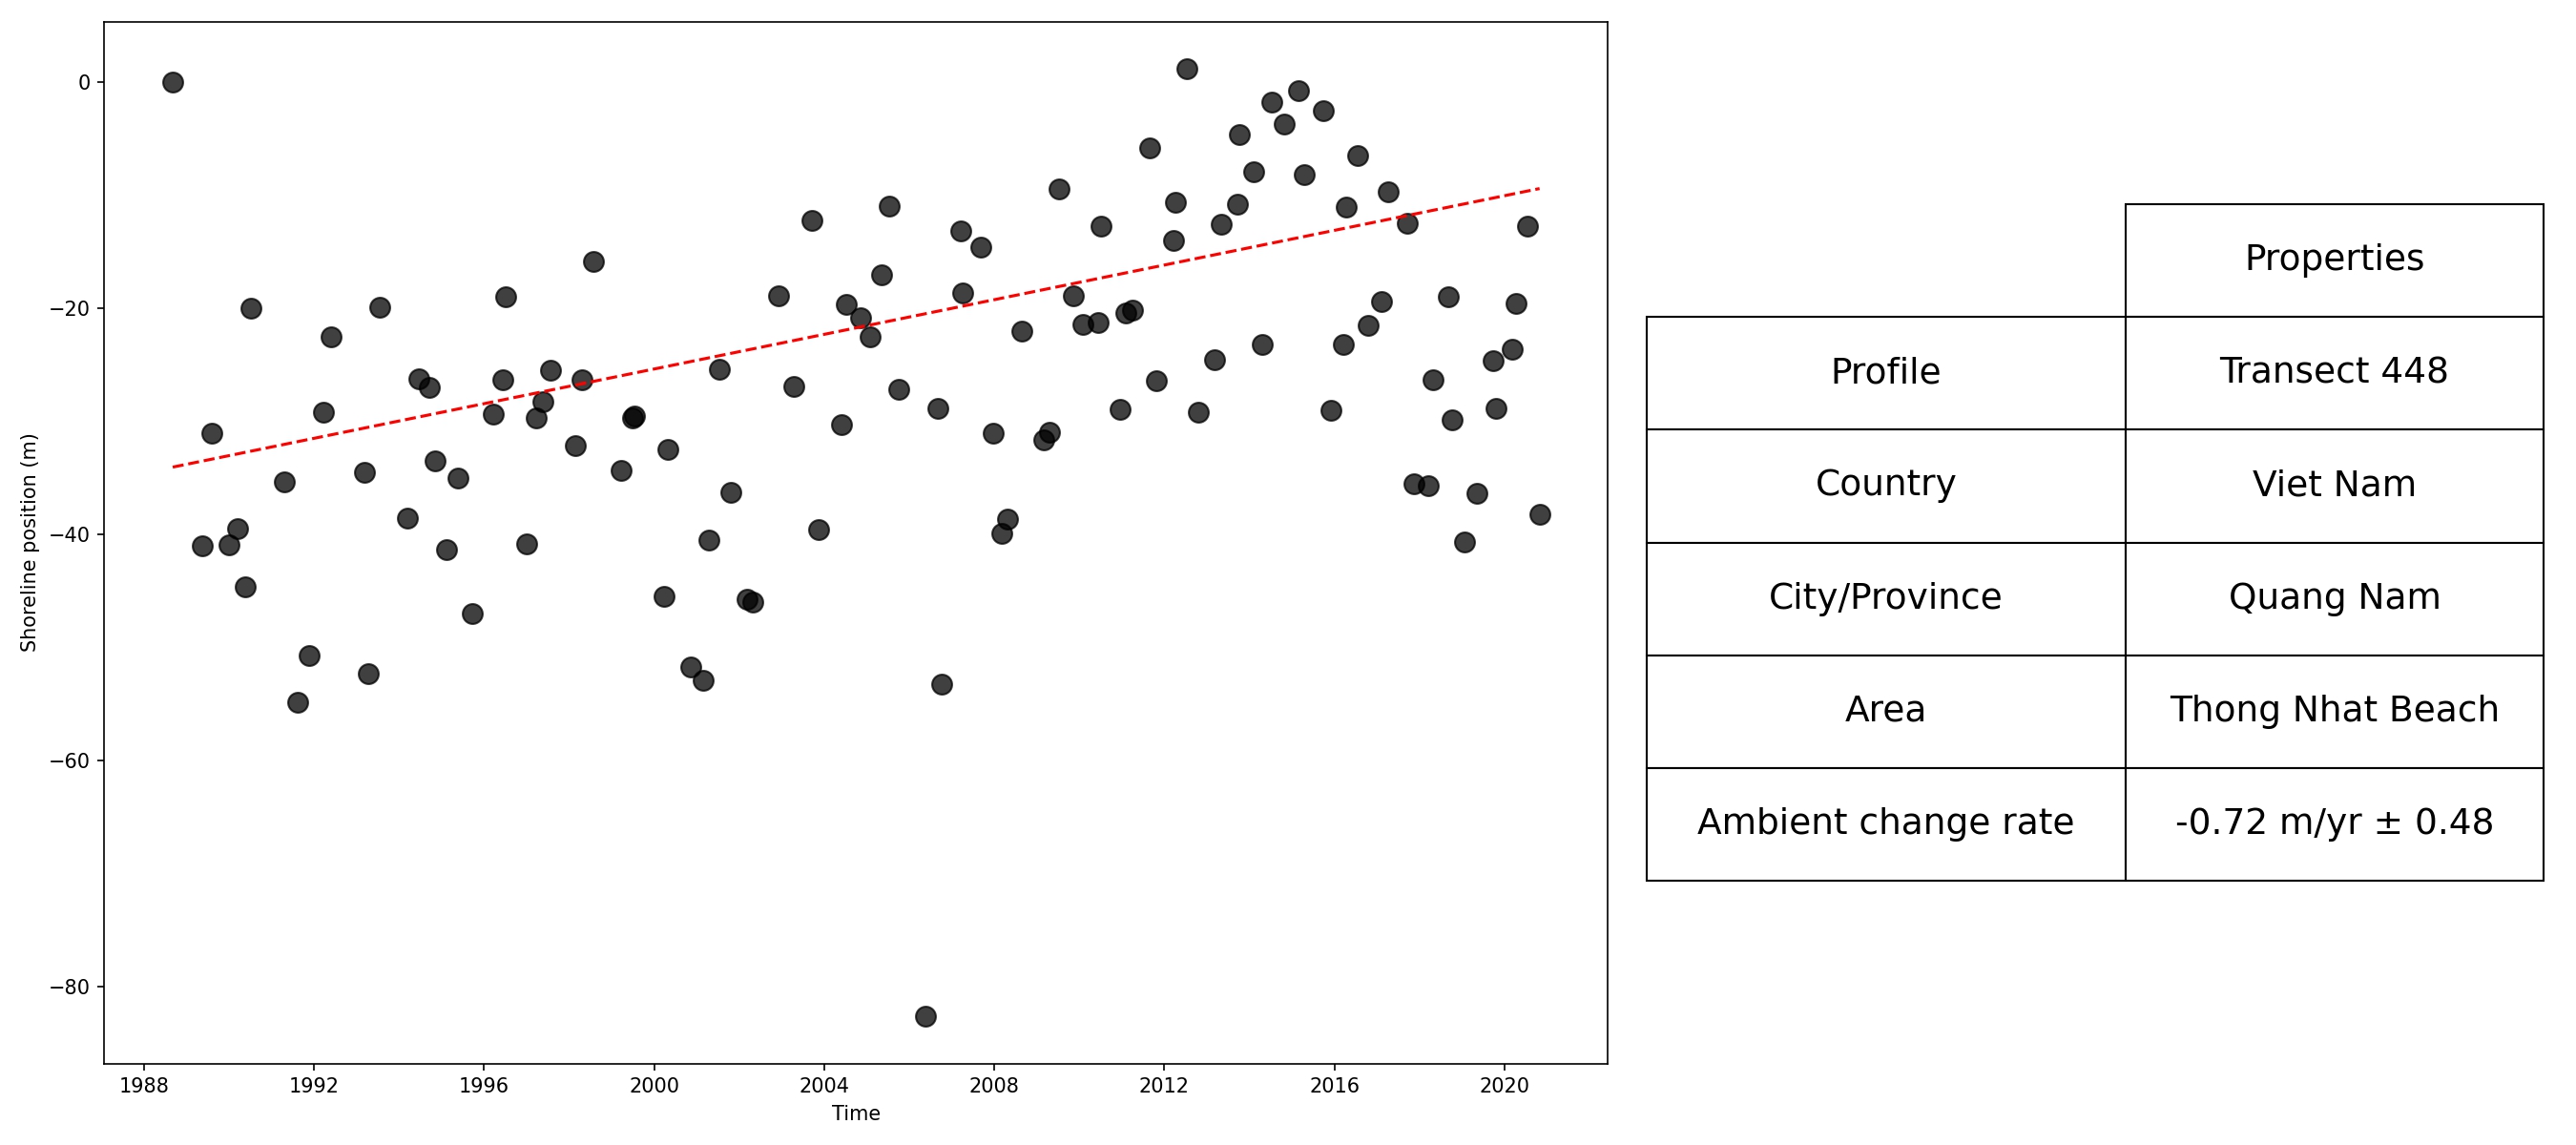 0
−20
−40
−60
−80
Shoreline position (m)
1988 1992 1996 2000 2004 2008 2012 2016 2020
Time
Properties
Profile Transect 448
Country Viet Nam
City/Province Quang Nam
Area Thong Nhat Beach
Ambient change rate -0.72 m/yr ± 0.48